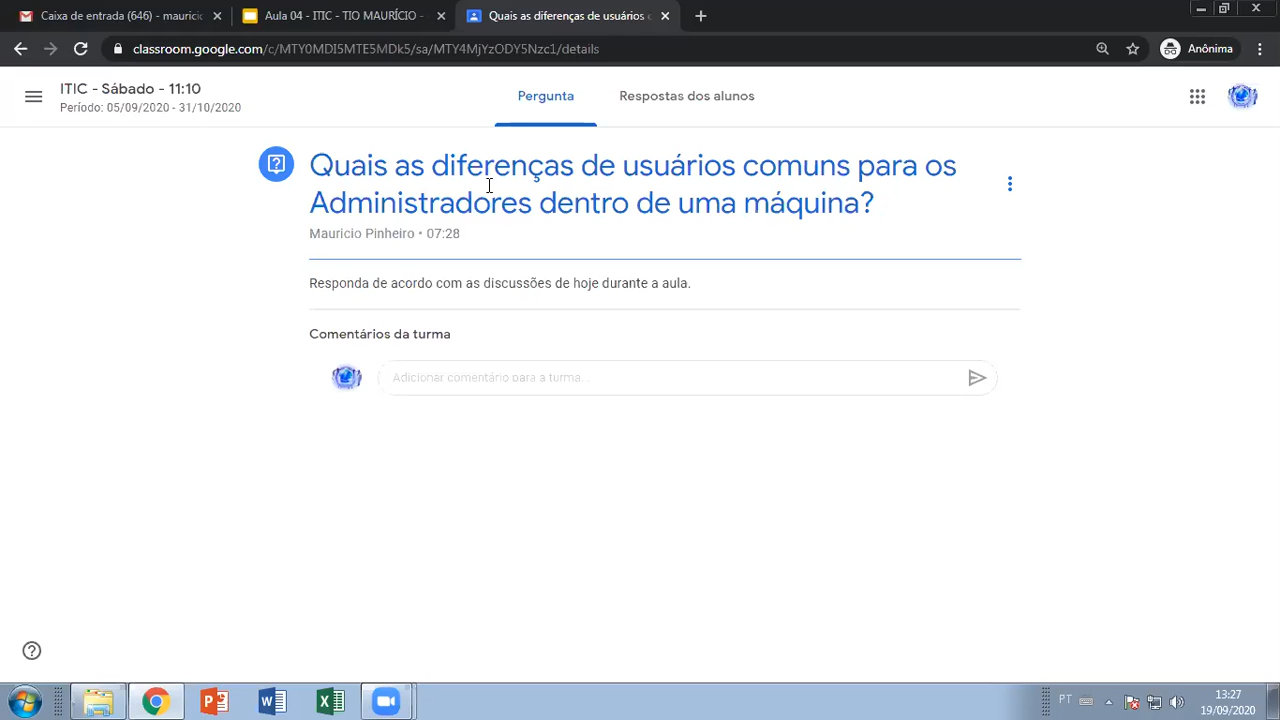 Caixa de entrada (646) - mauricio
Aula 04 - ITIC - TIO MAURÍCIO -
Quais as diferenças de usuários c
classroom.google.com/c/MTY0MDI5MTE5MDk5/sa/MTY4MjYzODY5Nzc1/details
Anônima
ITIC - Sábado - 11:10
Período: 05/09/2020 - 31/10/2020
Pergunta
Respostas dos alunos
Quais as diferenças de usuários comuns para os
Administradores dentro de uma máquina?
Mauricio Pinheiro • 07:28
Responda de acordo com as discussões de hoje durante a aula.
Comentários da turma
Adicionar comentário para a turma...
PT
13:27
19/09/2020